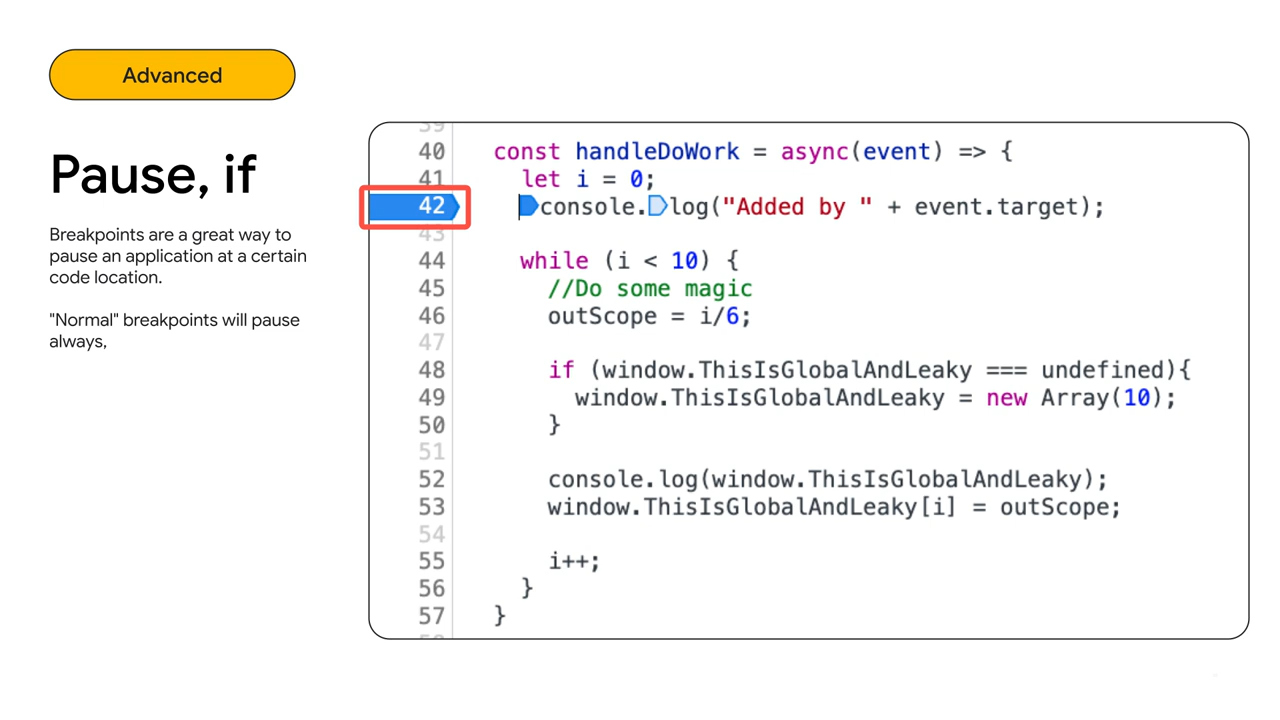 Advanced
Pause, if
Breakpoints are a great way to
pause an application at a certain
code location.
"Normal" breakpoints will pause
always,
39
40 const handleDoWork = async(event) => {
41 let i = 0;
42 console.log("Added by " + event.target);
43
44 while (i < 10) {
45 //Do some magic
46 outScope = i/6;
47
48 if (window.ThisIsGlobalAndLeaky === undefined){
49 window.ThisIsGlobalAndLeaky = new Array(10);
50 }
51
52 console.log(window.ThisIsGlobalAndLeaky);
53 window.ThisIsGlobalAndLeaky[i] = outScope;
54
55 i++;
56 }
57 }